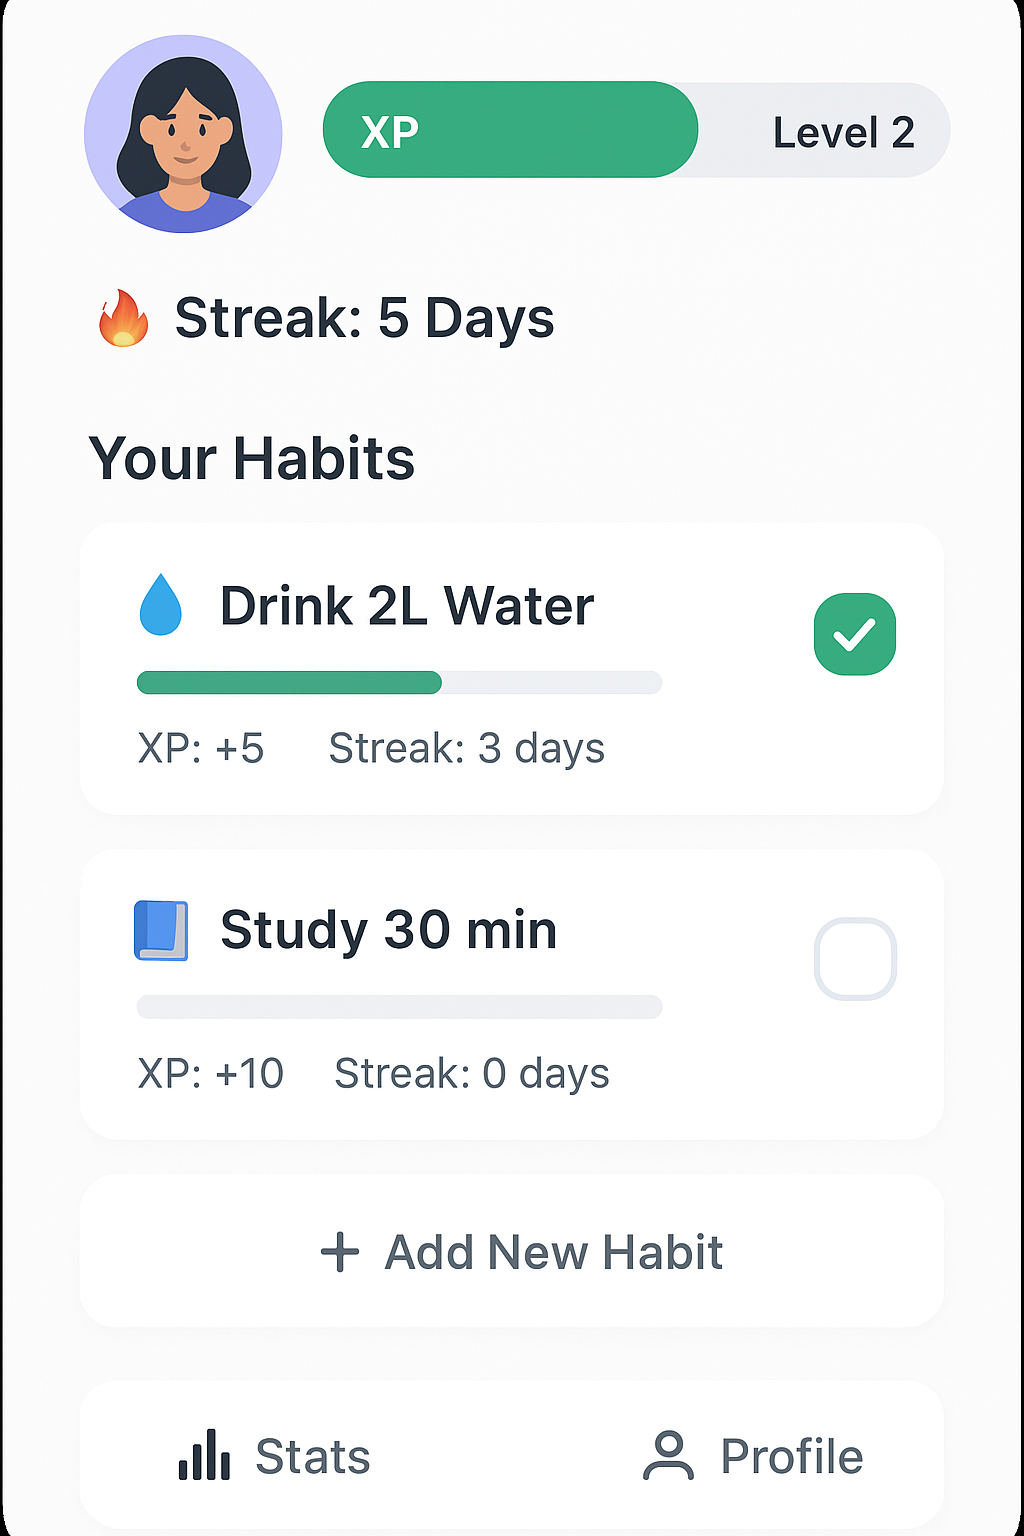 XP Level 2
Streak: 5 Days
Your Habits
Drink 2L Water
XP: +5 Streak: 3 days
Study 30 min
XP: +10 Streak: 0 days
+ Add New Habit
Stats Profile